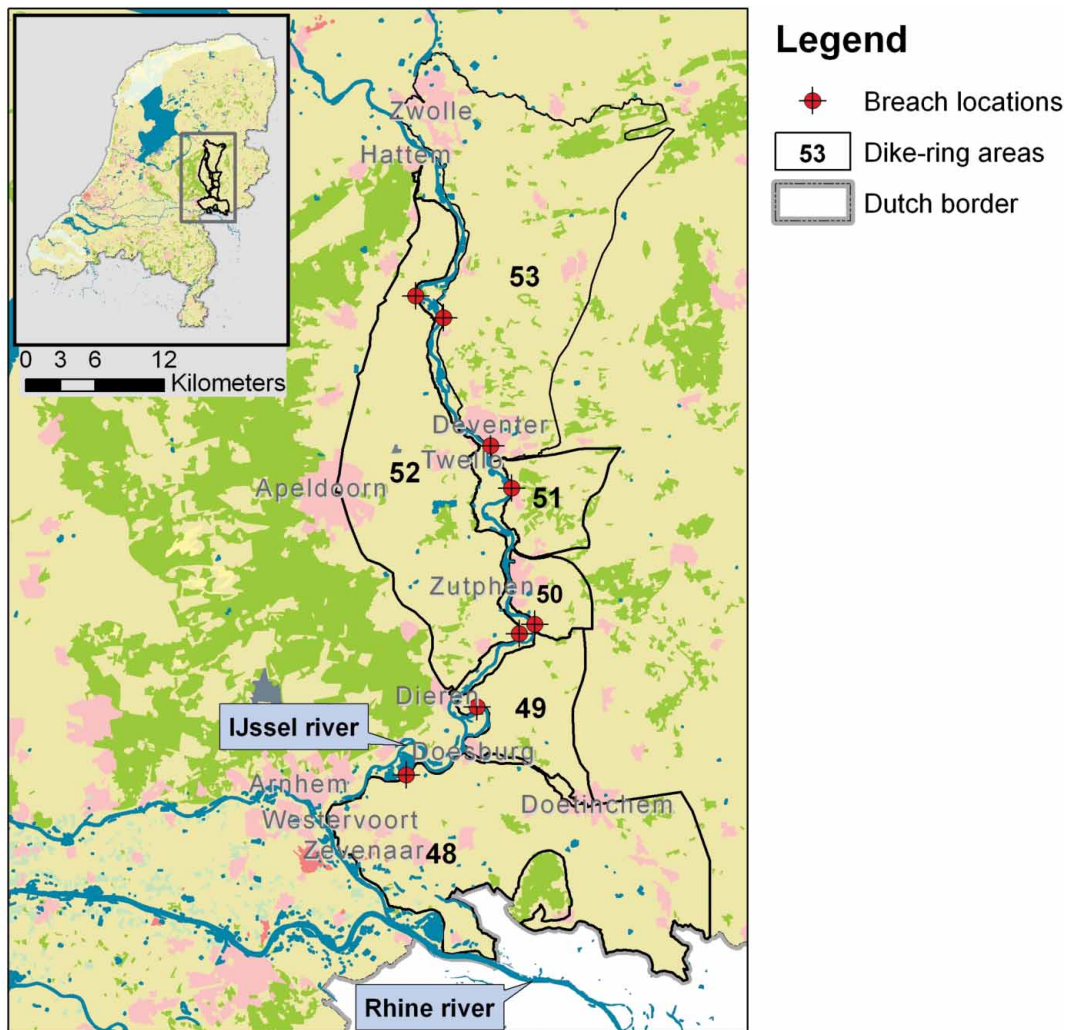 Legend
Breach locations
53 Dike-ring areas
Dutch border
0 3 6 12
Kilometers
Zwolle
Hattem
53
Deventer
Twello
52
51
Apeldoorn
Zutphen
50
Dieren
49
IJssel river
Doesburg
Arnhem
Doetinchem
Westervoort
Zevenaar
48
Rhine river